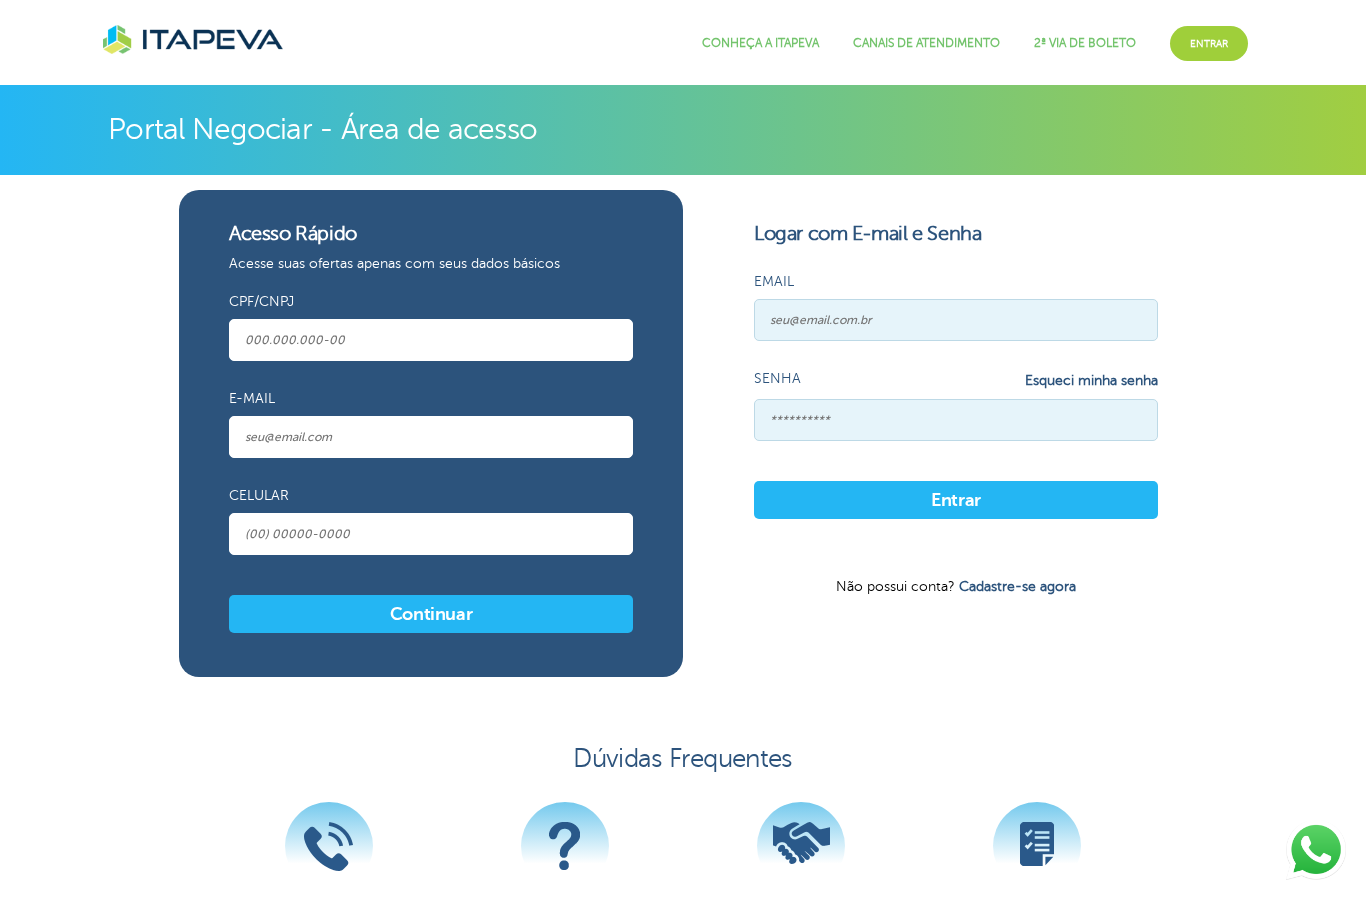 ITAPEVA
CONHEÇA A ITAPEVA
CANAIS DE ATENDIMENTO
2ª VIA DE BOLETO
ENTRAR
Portal Negociar - Área de acesso
Acesso Rápido
Acesse suas ofertas apenas com seus dados básicos
CPF/CNPJ
000.000.000-00
E-MAIL
seu@email.com
CELULAR
(00) 00000-0000
Continuar
Logar com E-mail e Senha
EMAIL
seu@email.com.br
SENHA
Esqueci minha senha
**********
Entrar
Não possui conta? Cadastre-se agora
Dúvidas Frequentes